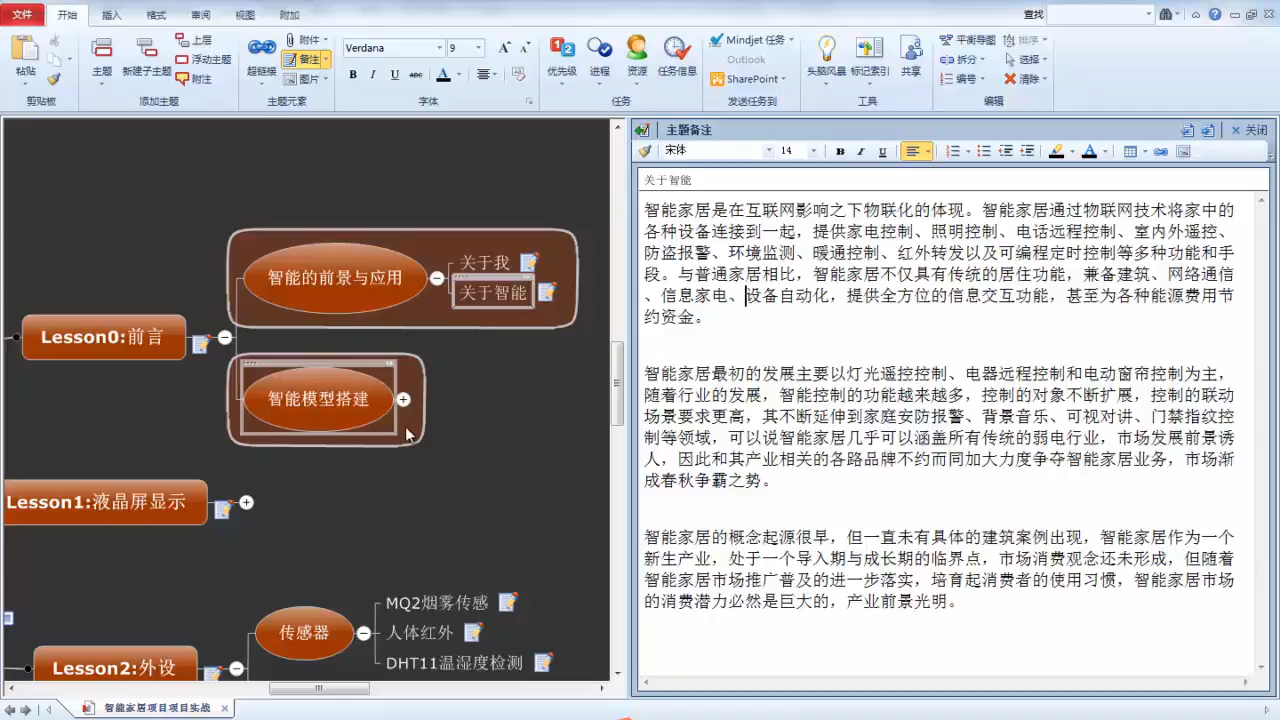 文件 开始 插入 格式 审阅 视图 附加 查找
粘贴
剪贴板
主题 新建子主题 上层
浮动主题
附注
添加主题
超链接 附件
备注
图片
主题元素
Verdana 9
B I U ABC A
字体
优先级 进程 资源 任务信息
任务
Mindjet 任务
Outlook
SharePoint
发送任务到
头脑风暴 标记索引 共享
工具
平衡导图 排序
拆分 选择
编号 清除
编辑
智能的前景与应用
关于我
关于智能
Lesson0:前言
智能模型搭建
Lesson1:液晶屏显示
传感器
MQ2烟雾传感
人体红外
DHT11温湿度检测
Lesson2:外设
主题备注 关闭
宋体 14 B I U A
关于智能
智能家居是在互联网影响之下物联化的体现。智能家居通过物联网技术将家中的
各种设备连接到一起，提供家电控制、照明控制、电话远程控制、室内外遥控、
防盗报警、环境监测、暖通控制、红外转发以及可编程定时控制等多种功能和手
段。与普通家居相比，智能家居不仅具有传统的居住功能，兼备建筑、网络通信
、信息家电、设备自动化，提供全方位的信息交互功能，甚至为各种能源费用节
约资金。
智能家居最初的发展主要以灯光遥控控制、电器远程控制和电动窗帘控制为主，
随着行业的发展，智能控制的功能越来越多，控制的对象不断扩展，控制的联动
场景要求更高，其不断延伸到家庭安防报警、背景音乐、可视对讲、门禁指纹控
制等领域，可以说智能家居几乎可以涵盖所有传统的弱电行业，市场发展前景诱
人，因此和其产业相关的各路品牌不约而同加大力度争夺智能家居业务，市场渐
成春秋争霸之势。
智能家居的概念起源很早，但一直未有具体的建筑案例出现，智能家居作为一个
新生产业，处于一个导入期与成长期的临界点，市场消费观念还未形成，但随着
智能家居市场推广普及的进一步落实，培育起消费者的使用习惯，智能家居市场
的消费潜力必然是巨大的，产业前景光明。
智能家居项目项目实战